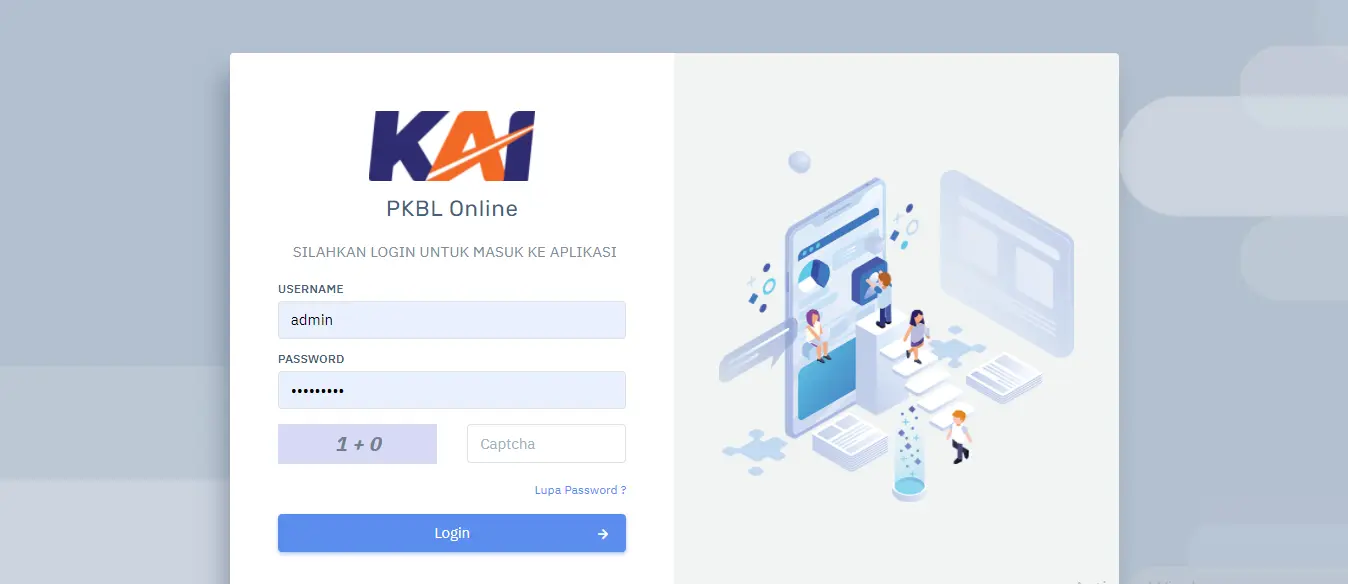 KAI
PKBL Online
SILAHKAN LOGIN UNTUK MASUK KE APLIKASI
USERNAME
admin
PASSWORD
•••••••••
1 + 0
Captcha
Lupa Password ?
Login